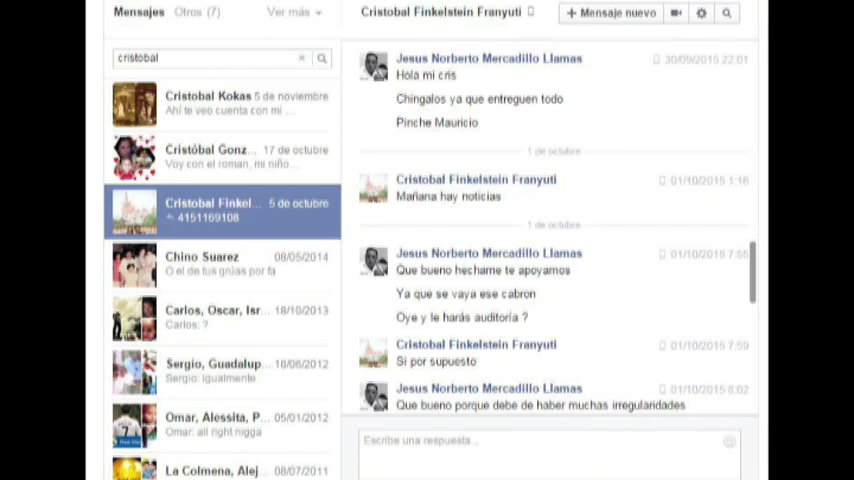 Mensajes Otros (7) Ver más
Cristobal Finkelstein Franyuti
+ Mensaje nuevo
cristobal
Cristobal Kokas 5 de noviembre
Ahí te veo cuenta con mi ...
Cristóbal Gonz... 17 de octubre
Voy con el roman, mi niño...
Cristobal Finkel... 5 de octubre
4151169108
Chino Suarez 08/05/2014
O el de tus grúas por fa
Carlos, Oscar, Isr... 18/10/2013
Carlos: ?
Sergio, Guadalup... 18/06/2012
Sergio: igualmente
Omar, Alessita, P... 05/01/2012
Omar: all right nigga
La Colmena, Alej... 08/07/2011
Jesus Norberto Mercadillo Llamas 30/09/2015 22:01
Hola mi cris
Chingalos ya que entreguen todo
Pinche Mauricio
1 de octubre
Cristobal Finkelstein Franyuti 01/10/2015 1:16
Mañana hay noticias
1 de octubre
Jesus Norberto Mercadillo Llamas 01/10/2015 7:55
Que bueno hechame te apoyamos
Ya que se vaya ese cabron
Oye y le harás auditoría ?
Cristobal Finkelstein Franyuti 01/10/2015 7:59
Si por supuesto
Jesus Norberto Mercadillo Llamas 01/10/2015 8:02
Que bueno porque debe de haber muchas irregularidades
Escribe una respuesta...